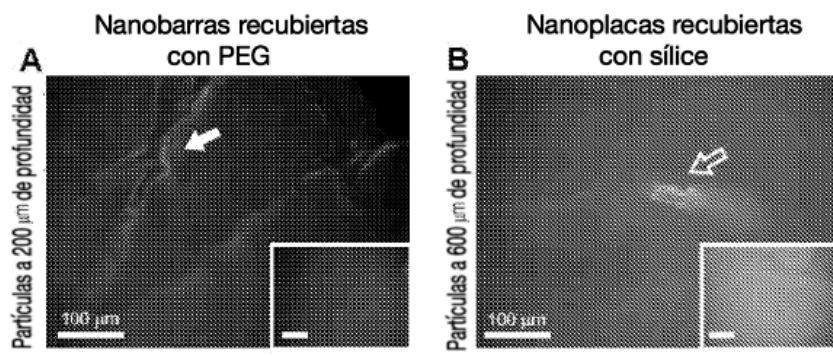 Nanobarras recubiertas
con PEG
A
Partículas a 200 μm de profundidad
100 μm
Nanoplacas recubiertas
con sílice
B
Partículas a 600 μm de profundidad
100 μm